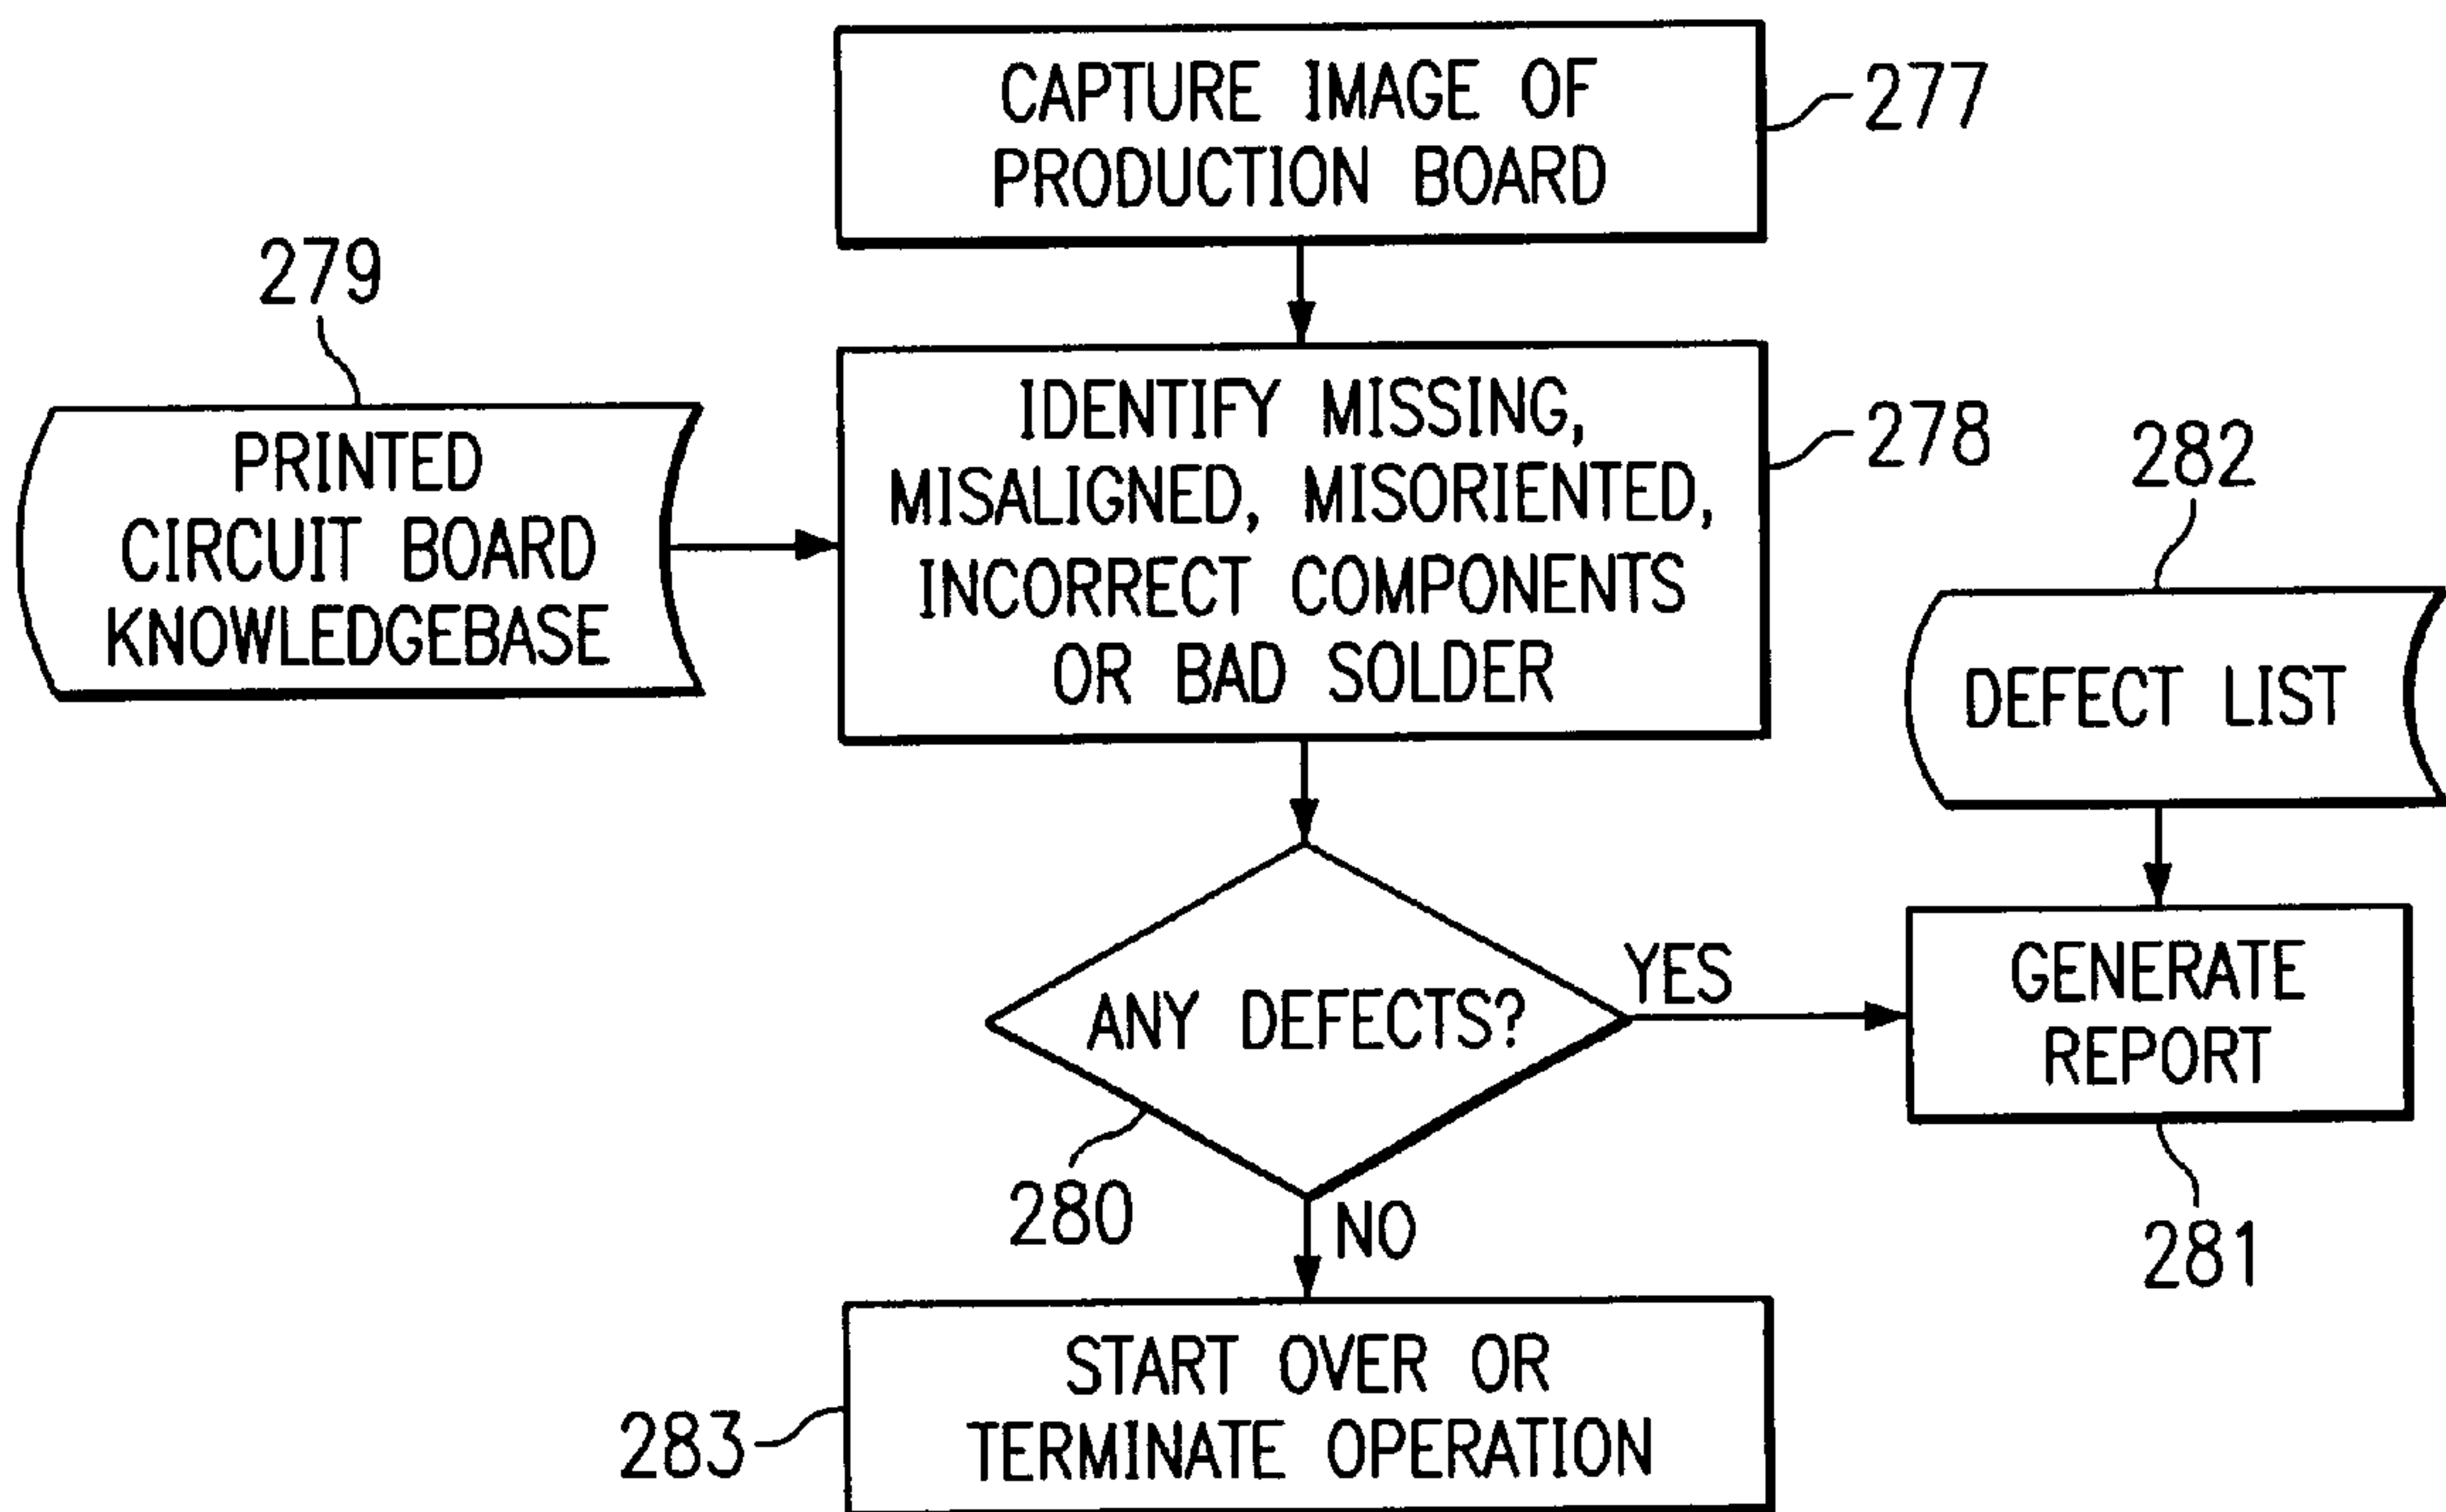 CAPTURE IMAGE OF
PRODUCTION BOARD
277
279
PRINTED
CIRCUIT BOARD
KNOWLEDGEBASE
IDENTIFY MISSING,
MISALIGNED, MISORIENTED,
INCORRECT COMPONENTS
OR BAD SOLDER
278
282
DEFECT LIST
ANY DEFECTS?
YES
GENERATE
REPORT
280
NO
281
START OVER OR
TERMINATE OPERATION
283